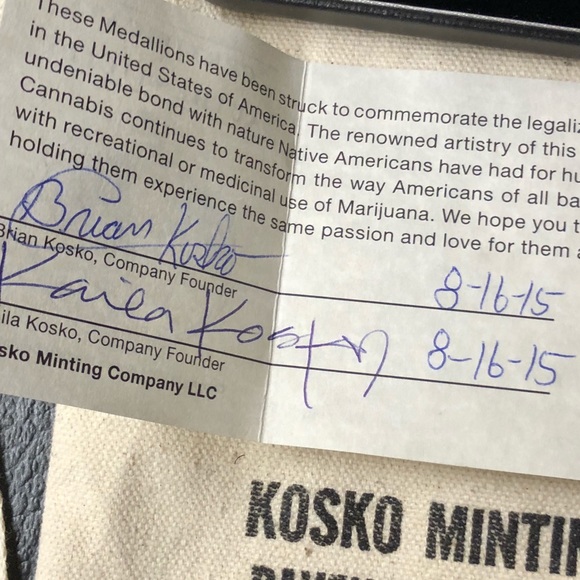 These Medallions have been struck to commemorate the legaliz
in the United States of America. The renowned artistry of this
undeniable bond with nature Native Americans have had for hu
Cannabis continues to transform the way Americans of all ba
with recreational or medicinal use of Marijuana. We hope you t
holding them experience the same passion and love for them a
Brian Kosko 8-16-15
Brian Kosko, Company Founder
Kaila 8-16-15
ila Kosko, Company Founder
sko Minting Company LLC
KOSKO MINTI